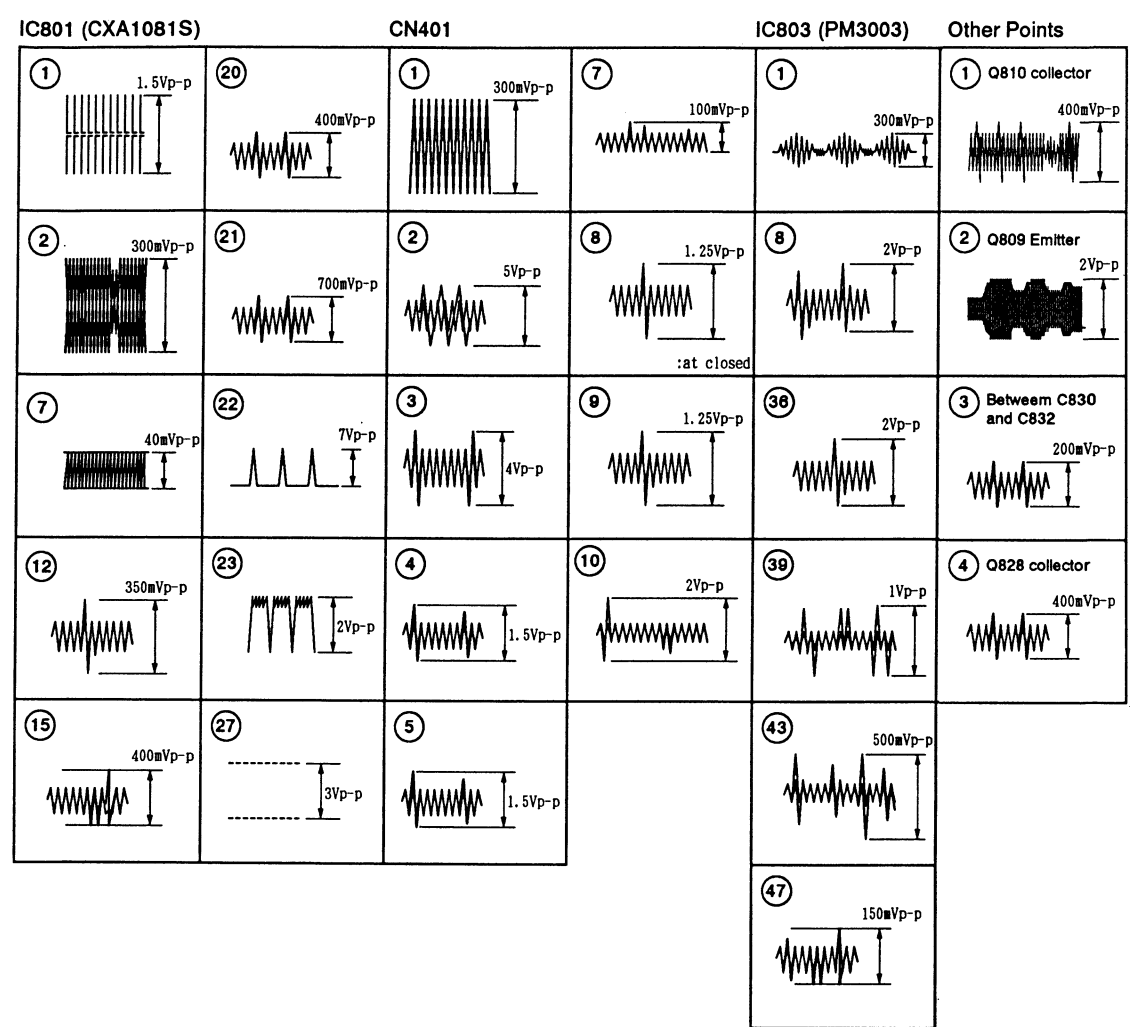 IC801 (CXA1081S)
CN401
IC803 (PM3003)
Other Points
1
1.5Vp-p
20
400mVp-p
1
300mVp-p
7
100mVp-p
1
300mVp-p
1 Q810 collector
400mVp-p
2
300mVp-p
21
700mVp-p
2
5Vp-p
8
1.25Vp-p
:at closed
8
2Vp-p
2 Q809 Emitter
2Vp-p
7
40mVp-p
22
7Vp-p
3
4Vp-p
9
1.25Vp-p
36
2Vp-p
3 Betweem C830
and C832
200mVp-p
12
350mVp-p
23
2Vp-p
4
1.5Vp-p
10
2Vp-p
39
1Vp-p
4 Q828 collector
400mVp-p
15
400mVp-p
27
3Vp-p
5
1.5Vp-p
43
500mVp-p
47
150mVp-p